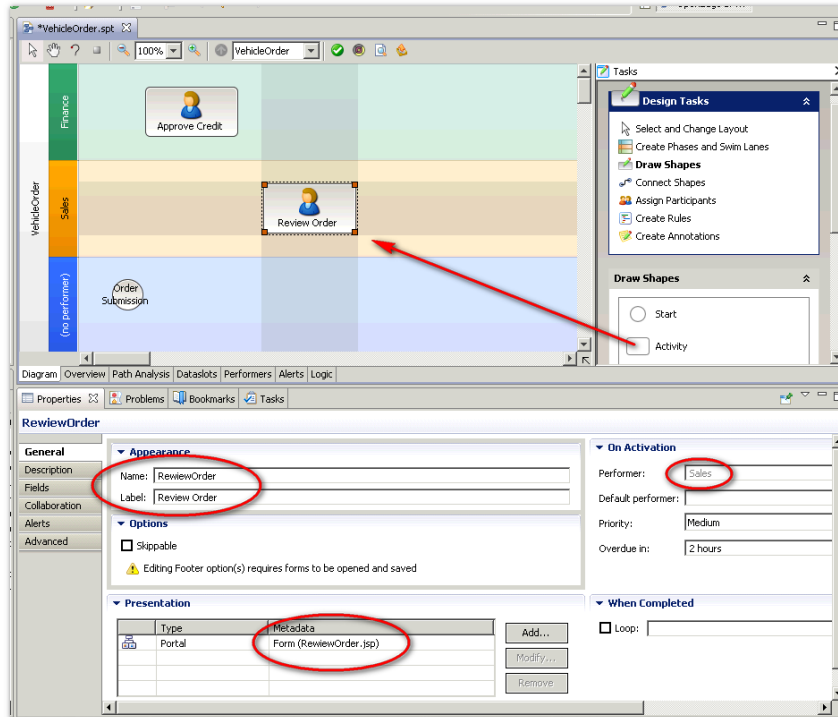 *VehicleOrder.spt
100%
VehicleOrder
Tasks
Design Tasks
Select and Change Layout
Create Phases and Swim Lanes
Draw Shapes
Connect Shapes
Assign Participants
Create Rules
Create Annotations
Draw Shapes
Start
Activity
VehicleOrder
Finance
Approve Credit
Sales
Review Order
(no performer)
Order
Submission
Diagram Overview Path Analysis Dataslots Performers Alerts Logic
Properties Problems Bookmarks Tasks
RewiewOrder
General
Description
Fields
Collaboration
Alerts
Advanced
Appearance
Name: RewiewOrder
Label: Review Order
Options
Skippable
Editing Footer option(s) requires forms to be opened and saved
Presentation
Type Metadata
Portal Form (RewiewOrder.jsp)
Add...
Modify...
Remove
On Activation
Performer: Sales
Default performer:
Priority: Medium
Overdue in: 2 hours
When Completed
Loop: